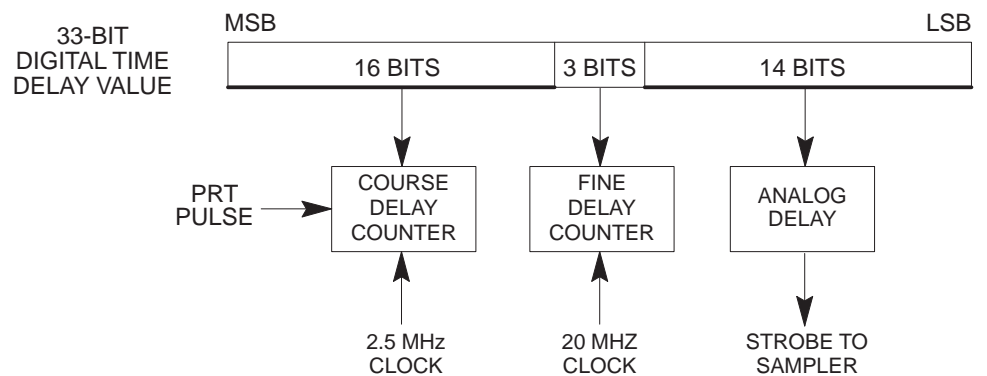 33-BIT
DIGITAL TIME
DELAY VALUE
MSB
LSB
16 BITS
3 BITS
14 BITS
PRT
PULSE
COURSE
DELAY
COUNTER
FINE
DELAY
COUNTER
ANALOG
DELAY
2.5 MHz
CLOCK
20 MHZ
CLOCK
STROBE TO
SAMPLER